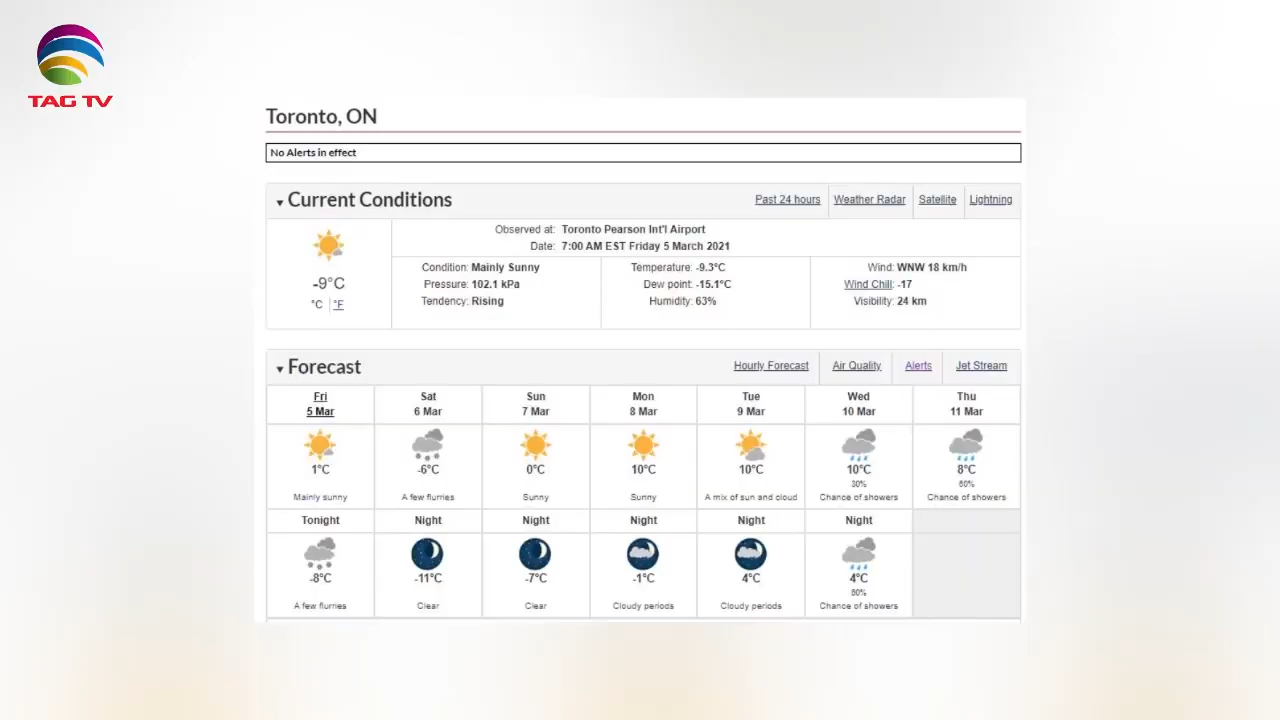 TAG TV
Toronto, ON
No Alerts in effect
▾ Current Conditions
Past 24 hours
Weather Radar
Satellite
Lightning
-9°C
°C | °F
Observed at: Toronto Pearson Int'l Airport
Date: 7:00 AM EST Friday 5 March 2021
Condition: Mainly Sunny
Pressure: 102.1 kPa
Tendency: Rising
Temperature: -9.3°C
Dew point: -15.1°C
Humidity: 63%
Wind: WNW 18 km/h
Wind Chill: -17
Visibility: 24 km
▾ Forecast
Hourly Forecast
Air Quality
Alerts
Jet Stream
Fri
5 Mar
Sat
6 Mar
Sun
7 Mar
Mon
8 Mar
Tue
9 Mar
Wed
10 Mar
Thu
11 Mar
1°C
Mainly sunny
-6°C
A few flurries
0°C
Sunny
10°C
Sunny
10°C
A mix of sun and cloud
10°C
30%
Chance of showers
8°C
60%
Chance of showers
Tonight
Night
Night
Night
Night
Night
-8°C
A few flurries
-11°C
Clear
-7°C
Clear
-1°C
Cloudy periods
4°C
Cloudy periods
4°C
60%
Chance of showers